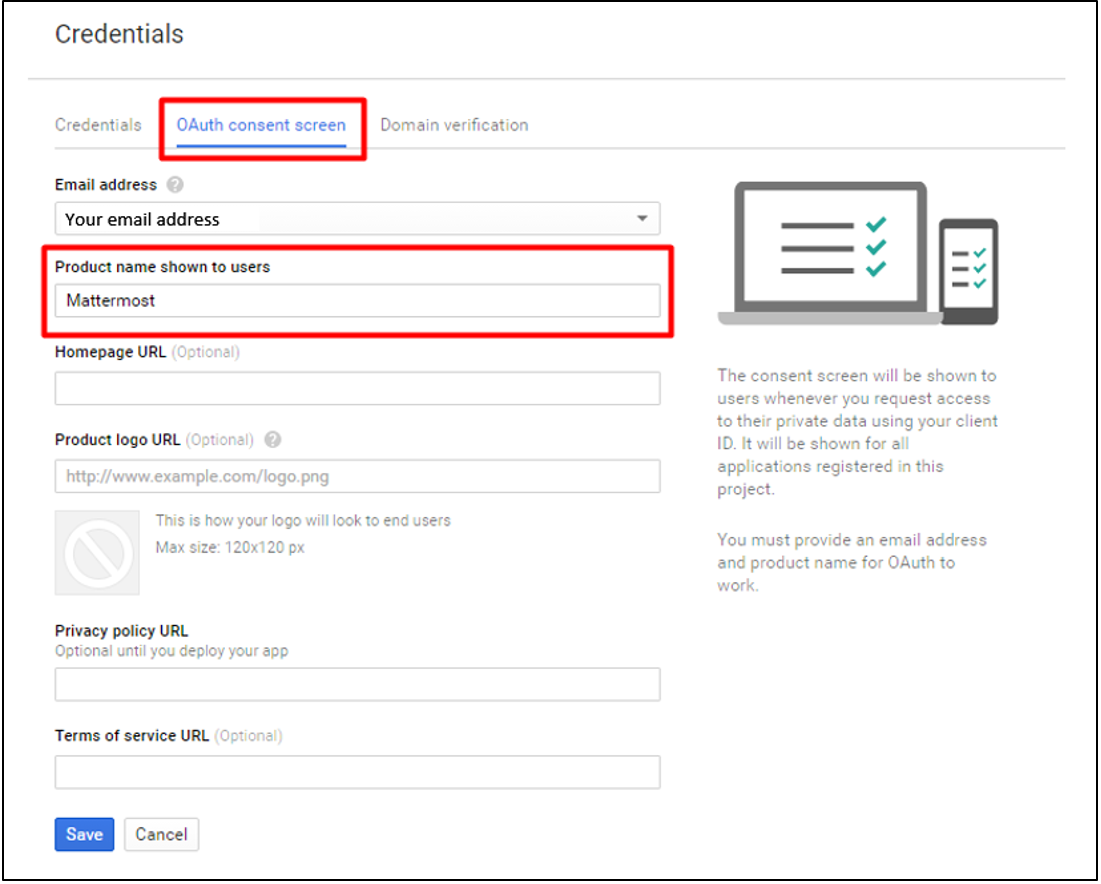 Credentials
Credentials OAuth consent screen Domain verification
Email address ?
Your email address
Product name shown to users
Mattermost
Homepage URL (Optional)
Product logo URL (Optional) ?
http://www.example.com/logo.png
This is how your logo will look to end users
Max size: 120x120 px
Privacy policy URL
Optional until you deploy your app
Terms of service URL (Optional)
Save Cancel
The consent screen will be shown to
users whenever you request access
to their private data using your client
ID. It will be shown for all
applications registered in this
project.
You must provide an email address
and product name for OAuth to
work.